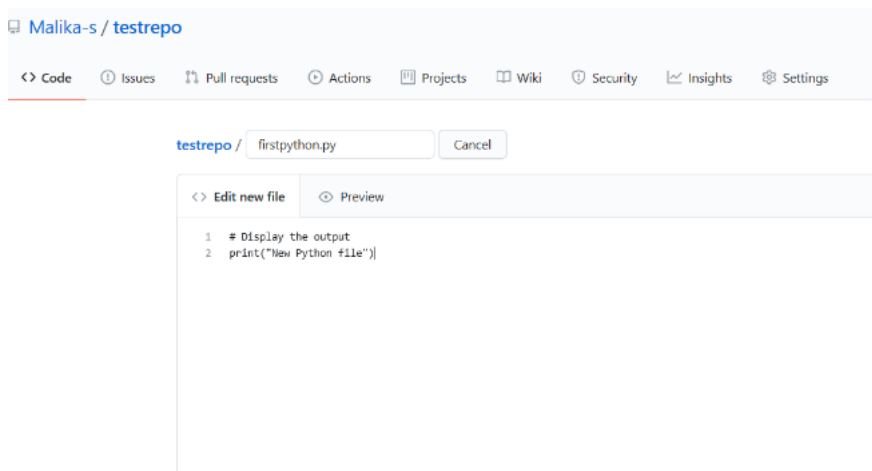 Malika-s / testrepo
<> Code Issues Pull requests Actions Projects Wiki Security Insights Settings
testrepo / firstpython.py Cancel
<> Edit new file Preview
1 # Display the output
2 print("New Python file")